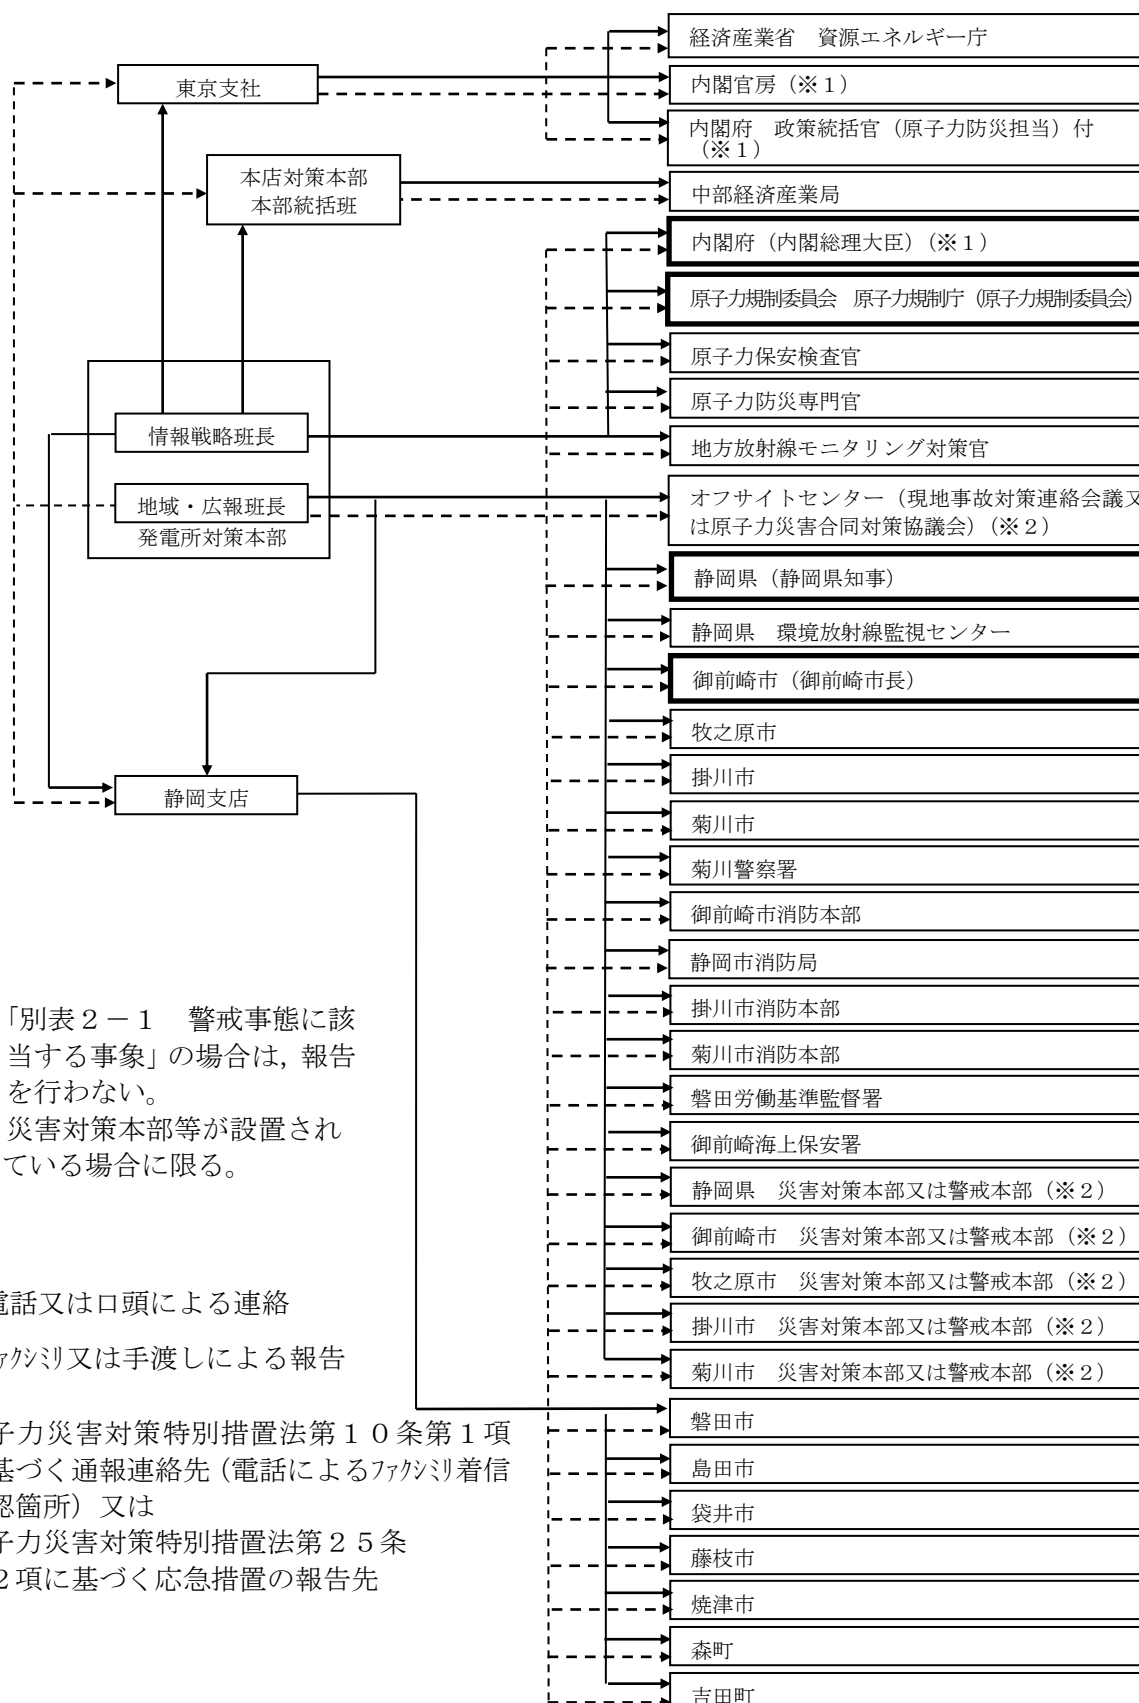 経済産業省　資源エネルギー庁
内閣官房（※１）
内閣府　政策統括官（原子力防災担当）付
（※１）
中部経済産業局
内閣府（内閣総理大臣）（※１）
原子力規制委員会　原子力規制庁（原子力規制委員会）
原子力保安検査官
原子力防災専門官
地方放射線モニタリング対策官
オフサイトセンター（現地事故対策連絡会議又
は原子力災害合同対策協議会）（※２）
静岡県（静岡県知事）
静岡県　環境放射線監視センター
御前崎市（御前崎市長）
牧之原市
掛川市
菊川市
菊川警察署
御前崎市消防本部
静岡市消防局
掛川市消防本部
菊川市消防本部
磐田労働基準監督署
御前崎海上保安署
静岡県　災害対策本部又は警戒本部（※２）
御前崎市　災害対策本部又は警戒本部（※２）
牧之原市　災害対策本部又は警戒本部（※２）
掛川市　災害対策本部又は警戒本部（※２）
菊川市　災害対策本部又は警戒本部（※２）
磐田市
島田市
袋井市
藤枝市
焼津市
森町
吉田町
東京支社
本店対策本部
本部統括班
情報戦略班長
地域・広報班長
発電所対策本部
静岡支店
「別表２－１　警戒事態に該
当する事象」の場合は，報告
を行わない。
災害対策本部等が設置され
ている場合に限る。
電話又は口頭による連絡
ァクシミリ又は手渡しによる報告
子力災害対策特別措置法第１０条第１項
基づく通報連絡先（電話によるファクシミリ着信
認箇所）又は
子力災害対策特別措置法第２５条
２項に基づく応急措置の報告先